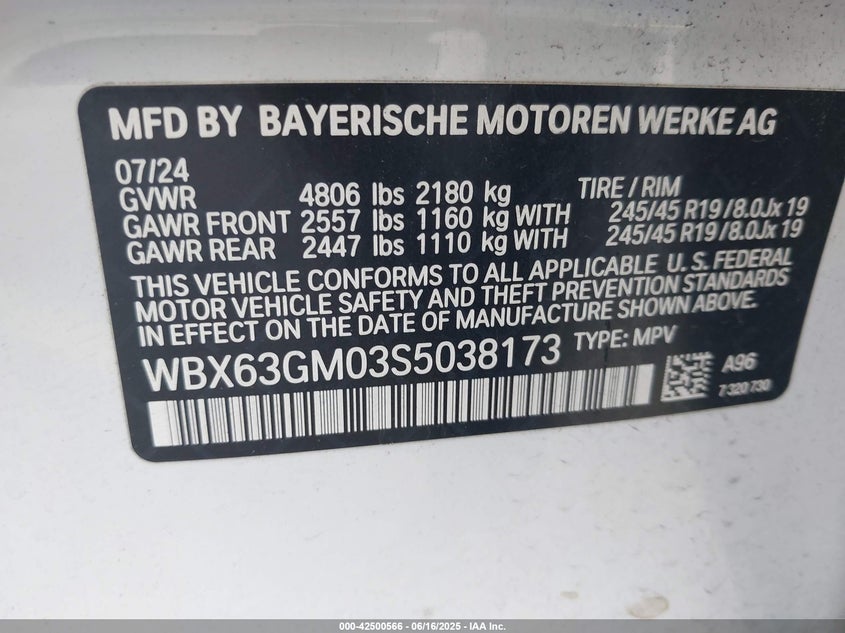 MFD BY BAYERISCHE MOTOREN WERKE AG
07/24
GVWR 4806 lbs 2180 kg TIRE / RIM
GAWR FRONT 2557 lbs 1160 kg WITH 245/45 R19/8.0Jx19
GAWR REAR 2447 lbs 1110 kg WITH 245/45 R19/8.0Jx19
THIS VEHICLE CONFORMS TO ALL APPLICABLE U. S. FEDERAL
MOTOR VEHICLE SAFETY AND THEFT PREVENTION STANDARDS
IN EFFECT ON THE DATE OF MANUFACTURE SHOWN ABOVE.
WBX63GM03S5038173 TYPE: MPV
A96
7 320 730
000-42500566 - 06/16/2025 - IAA Inc.